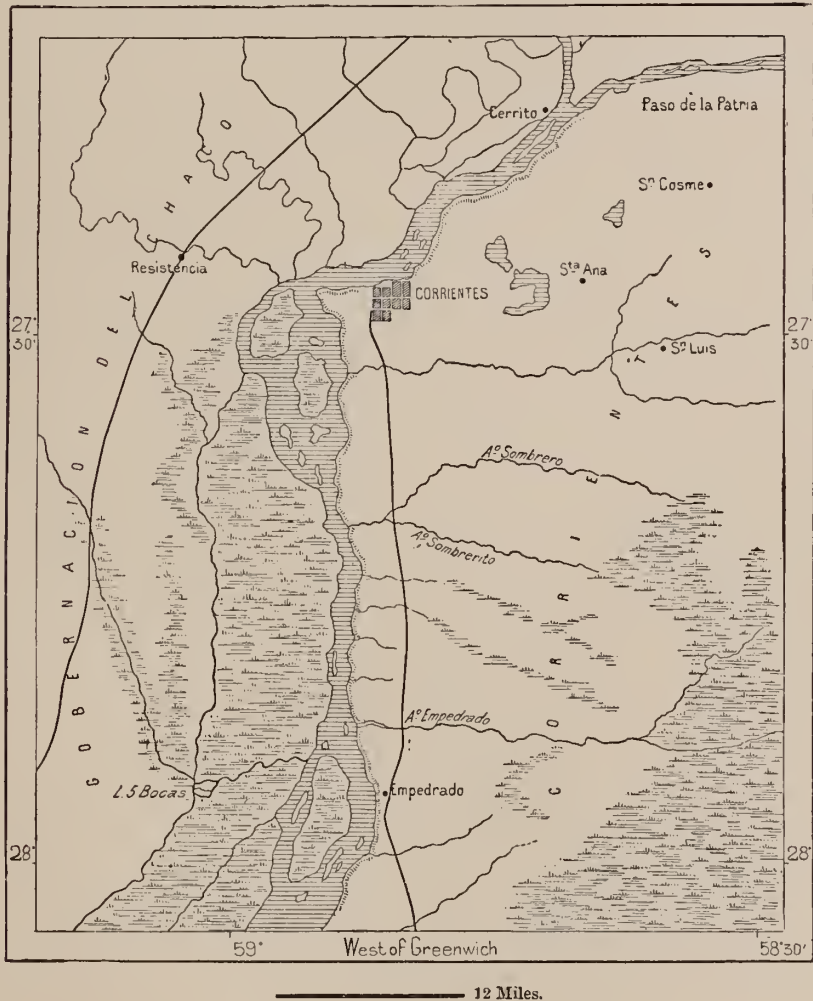 Paso de la Patria
Cerrito
Sn Cosme
Resistencia
Sta Ana
CORRIENTES
27°
30'
27°
30'
Sn Luis
Ao Sombrero
Ao Sombrerito
GOBERNACION DEL CHACO
CORRIENTES
Ao Empedrado
L. 5 Bocas
Empedrado
28°
28°
59°
West of Greenwich
58°30'
12 Miles.